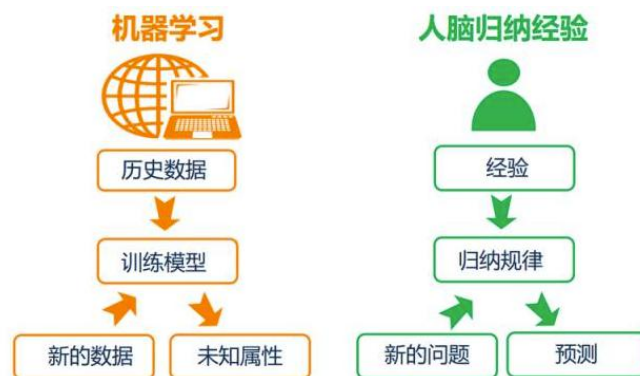 机器学习
人脑归纳经验
历史数据
经验
训练模型
归纳规律
新的数据
未知属性
新的问题
预测